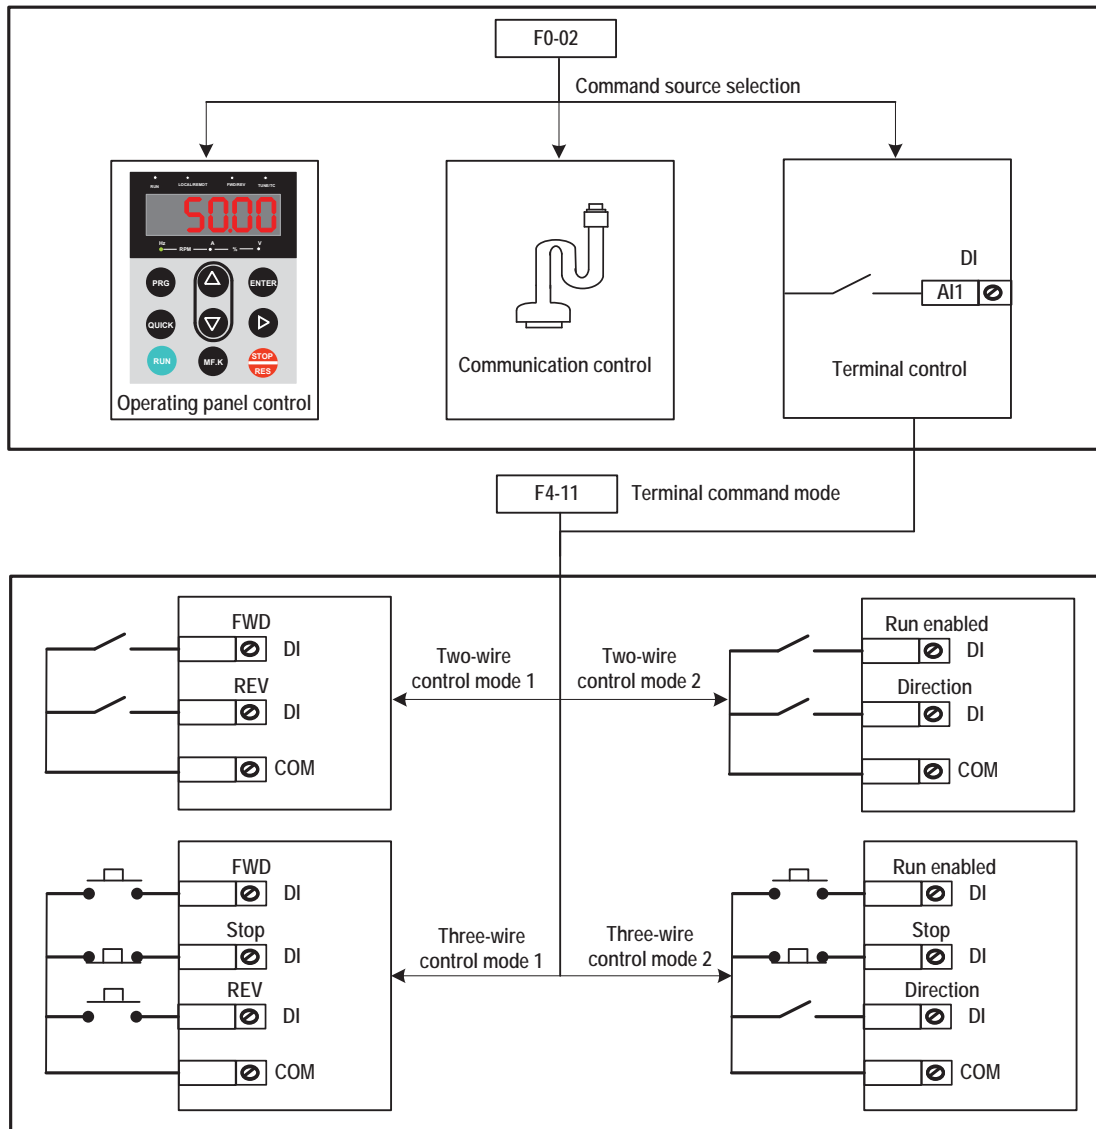 F0-02
Command source selection
RUN LOCAL/REMOT FWD/REV TUNE/TC
50.00
Hz RPM A % V
PRG ENTER
QUICK
RUN MF.K STOP
RES
Operating panel control
Communication control
DI
AI1
Terminal control
F4-11 Terminal command mode
FWD
DI
REV
DI
COM
Two-wire
control mode 1
Two-wire
control mode 2
Run enabled
DI
Direction
DI
COM
FWD
DI
Stop
DI
REV
DI
COM
Three-wire
control mode 1
Three-wire
control mode 2
Run enabled
DI
Stop
DI
Direction
DI
COM